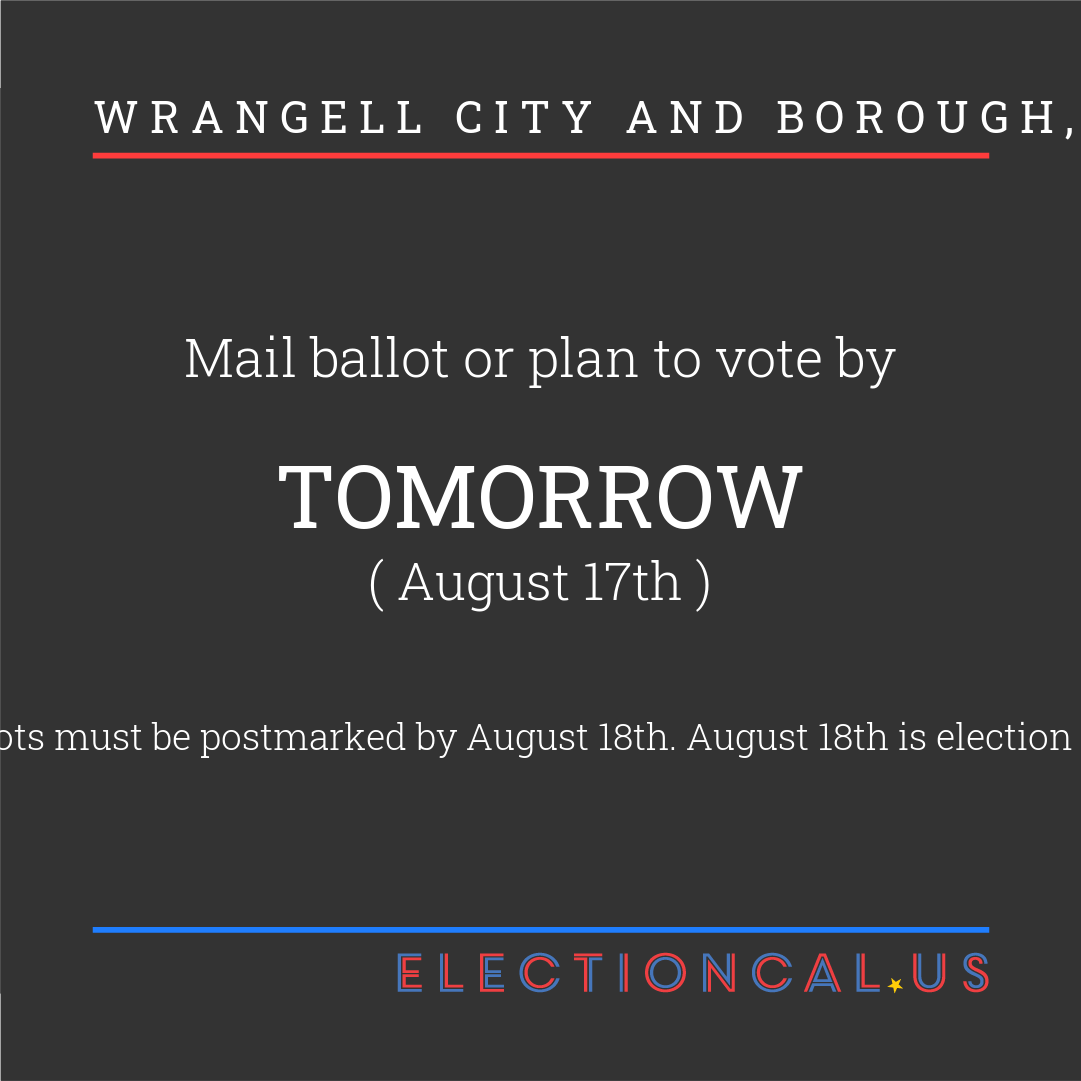 WRANGELL CITY AND BOROUGH,
Mail ballot or plan to vote by
TOMORROW
( August 17th )
ots must be postmarked by August 18th. August 18th is election
ELECTIONCAL.US